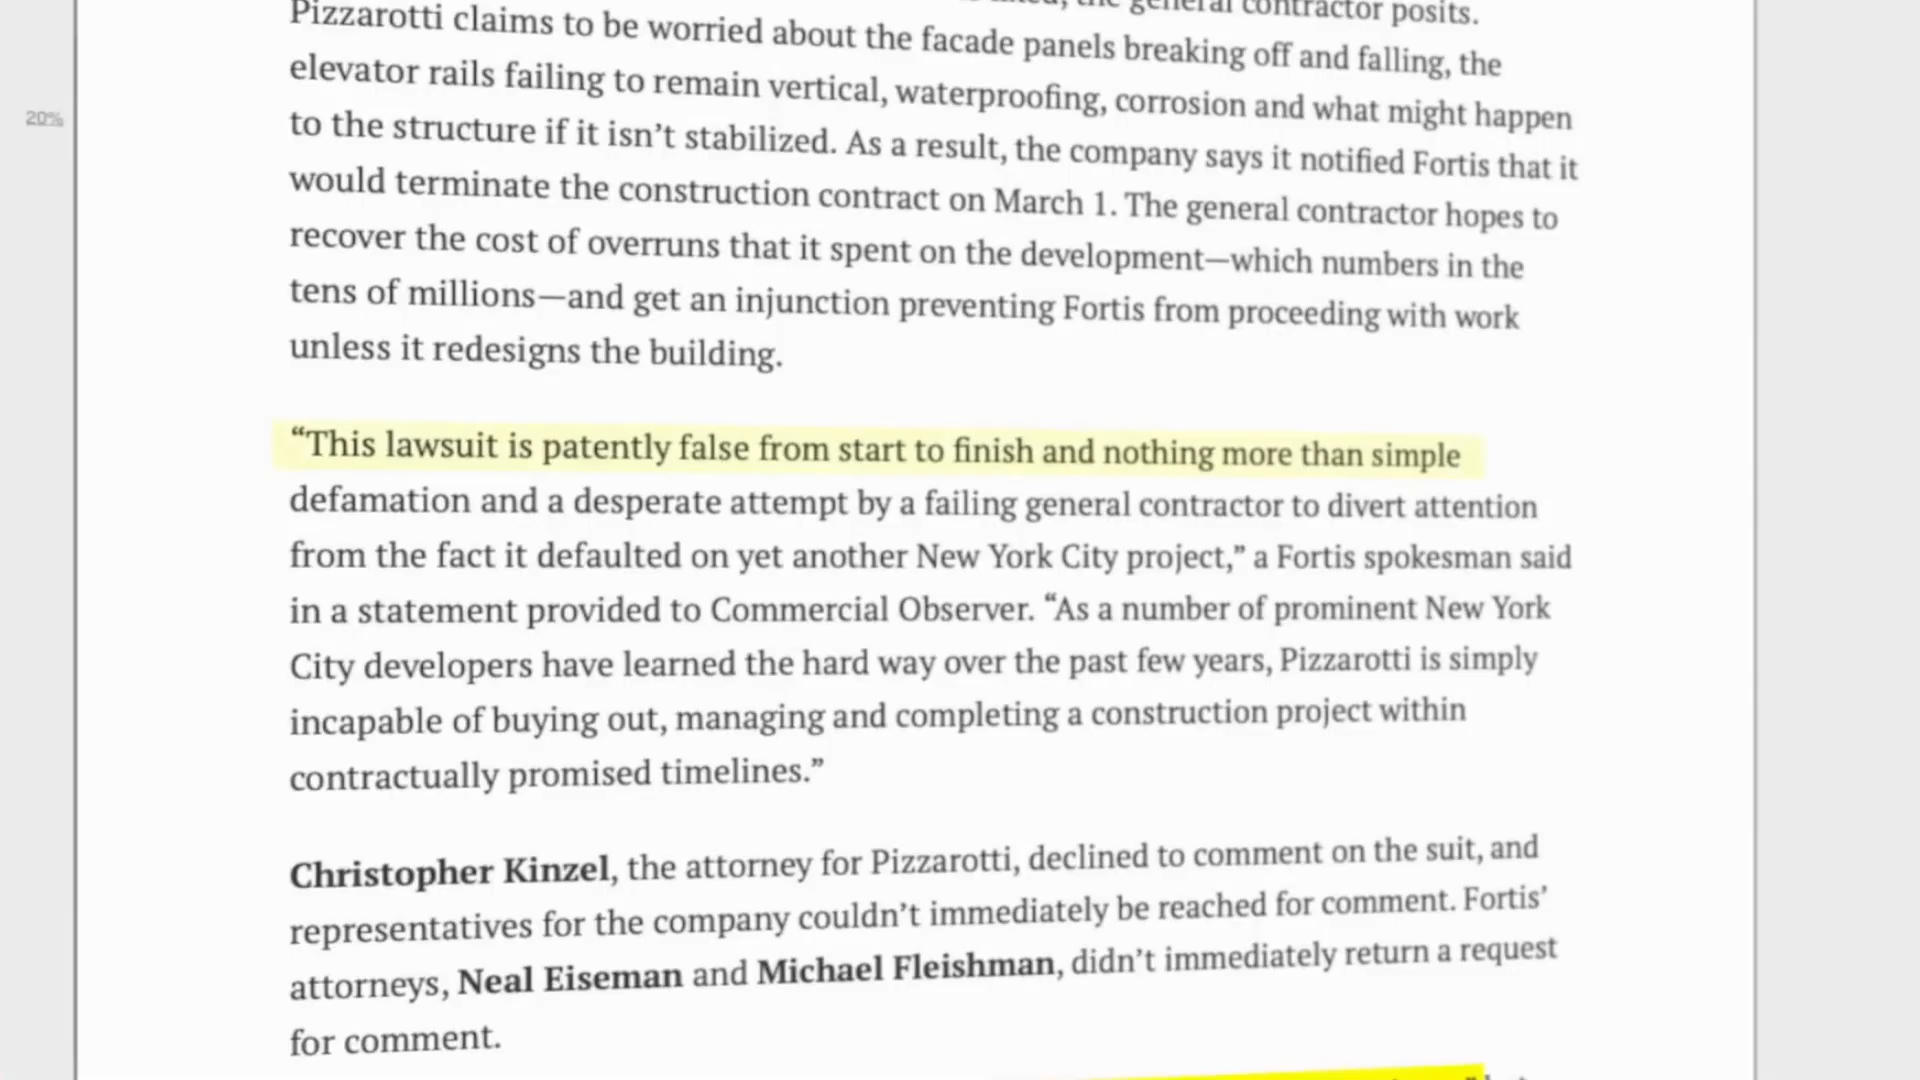 general contractor posits.
Pizzarotti claims to be worried about the facade panels breaking off and falling, the
elevator rails failing to remain vertical, waterproofing, corrosion and what might happen
20%
to the structure if it isn’t stabilized. As a result, the company says it notified Fortis that it
would terminate the construction contract on March 1. The general contractor hopes to
recover the cost of overruns that it spent on the development—which numbers in the
tens of millions—and get an injunction preventing Fortis from proceeding with work
unless it redesigns the building.
“This lawsuit is patently false from start to finish and nothing more than simple
defamation and a desperate attempt by a failing general contractor to divert attention
from the fact it defaulted on yet another New York City project,” a Fortis spokesman said
in a statement provided to Commercial Observer. “As a number of prominent New York
City developers have learned the hard way over the past few years, Pizzarotti is simply
incapable of buying out, managing and completing a construction project within
contractually promised timelines.”
Christopher Kinzel, the attorney for Pizzarotti, declined to comment on the suit, and
representatives for the company couldn’t immediately be reached for comment. Fortis’
attorneys, Neal Eiseman and Michael Fleishman, didn’t immediately return a request
for comment.